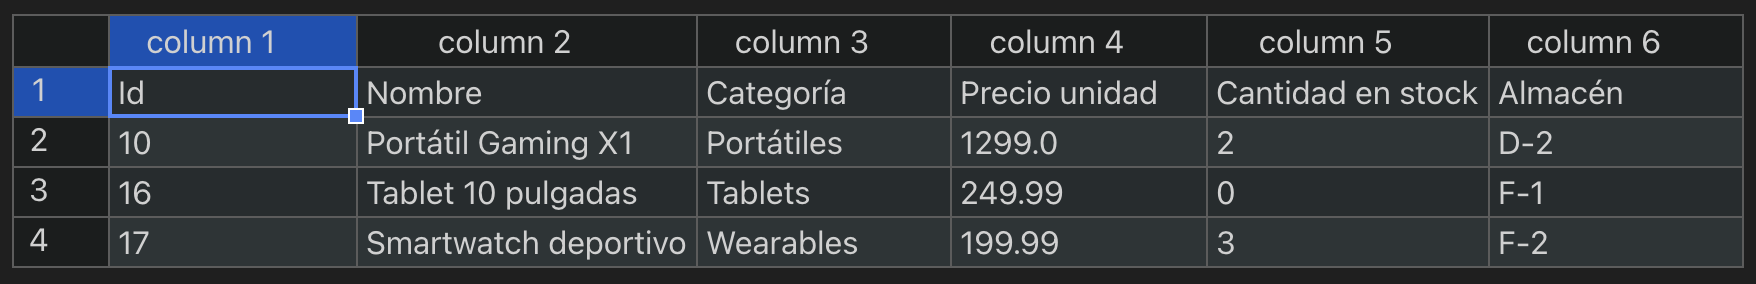 column 1 column 2 column 3 column 4 column 5 column 6
1 Id Nombre Categoría Precio unidad Cantidad en stock Almacén
2 10 Portátil Gaming X1 Portátiles 1299.0 2 D-2
3 16 Tablet 10 pulgadas Tablets 249.99 0 F-1
4 17 Smartwatch deportivo Wearables 199.99 3 F-2